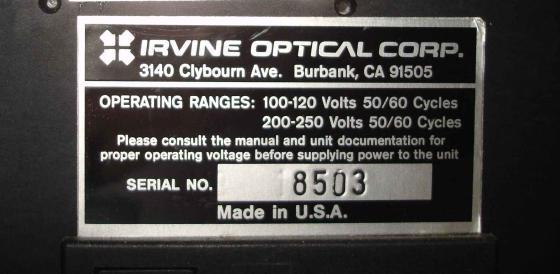 IRVINE OPTICAL CORP.
3140 Clybourn Ave. Burbank, CA 91505
OPERATING RANGES: 100-120 Volts 50/60 Cycles
200-250 Volts 50/60 Cycles
Please consult the manual and unit documentation for
proper operating voltage before supplying power to the unit
SERIAL NO. 8503
Made in U.S.A.